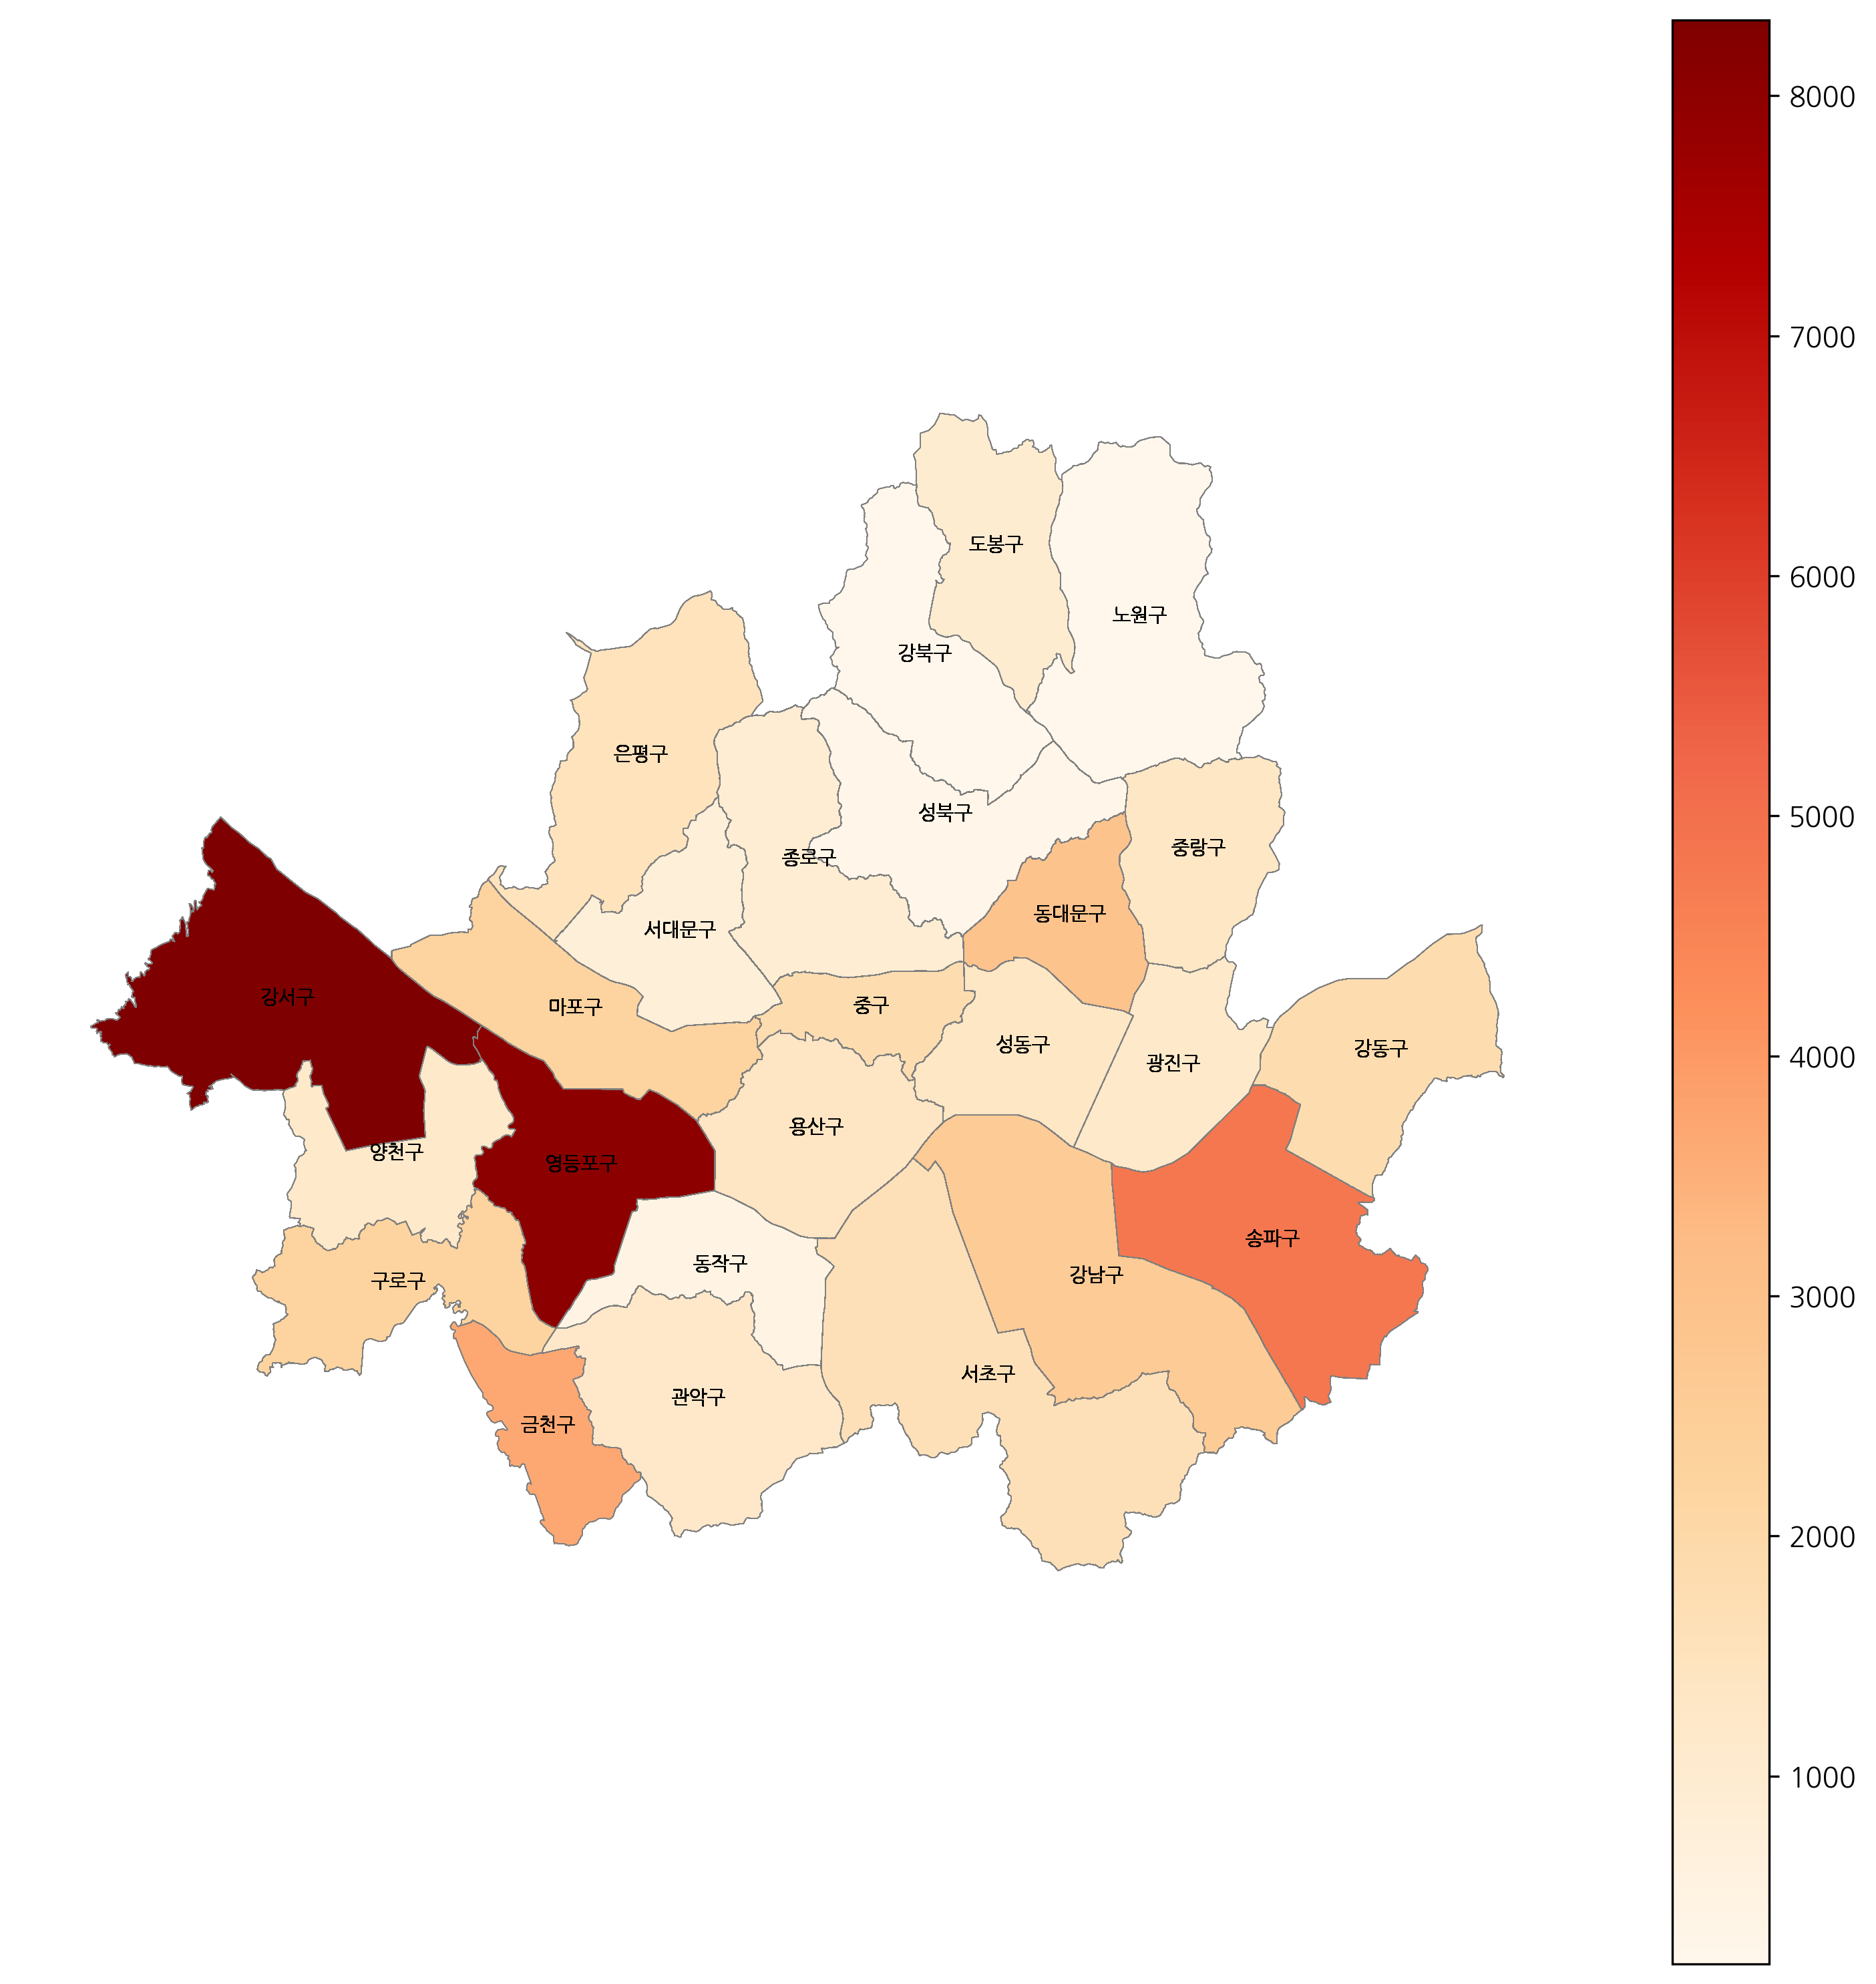 도봉구
노원구
강북구
은평구
성북구
중랑구
종로구
동대문구
서대문구
강서구
마포구
중구
성동구
강동구
광진구
용산구
양천구
영등포구
송파구
동작구
강남구
구로구
서초구
관악구
금천구
8000
7000
6000
5000
4000
3000
2000
1000